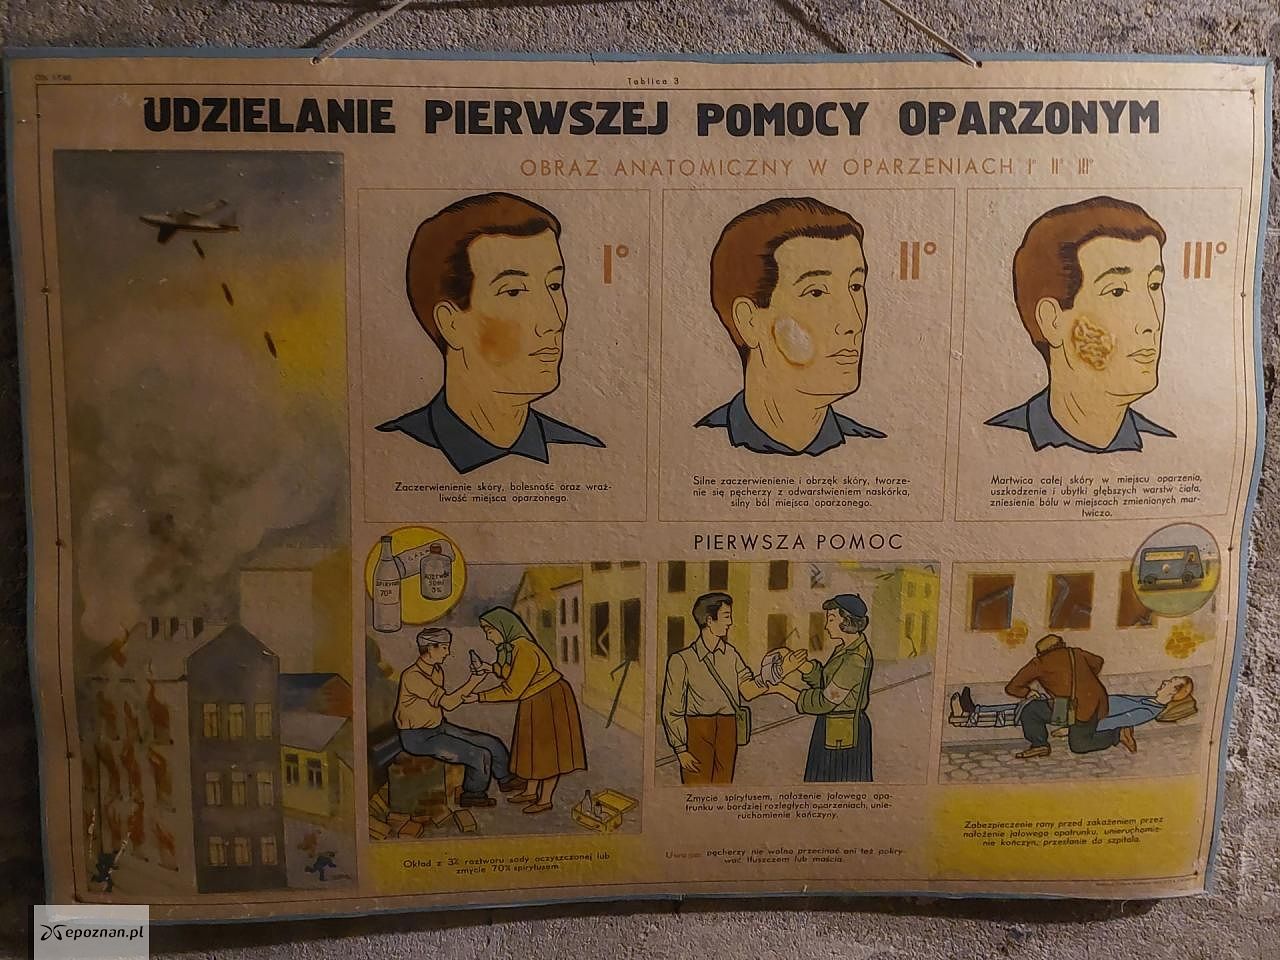 Tablica 3
UDZIELANIE PIERWSZEJ POMOCY OPARZONYM
OBRAZ ANATOMICZNY W OPARZENIACH I° II° III°
I°
II°
III°
Zaczerwienienie skóry, bolesność oraz wraż-
liwość miejsca oparzonego.
Silne zaczerwienienie i obrzęk skóry, tworze-
nie się pęcherzy z odwarstwieniem naskórka,
silny ból miejsca oparzonego.
Martwica całej skóry w miejscu oparzenia,
uszkodzenie i ubytki głębszych warstw ciała,
zniesienie bólu w miejscach zmienionych mar-
twiczo.
PIERWSZA POMOC
SPIRYTUS
70°
ROZTWÓR
SODY
3%
Okład z 3% roztworu sody oczyszczonej lub
zmycie 70% spirytusem
Zmycie spirytusem, nałożenie jałowego opa-
trunku w bardziej rozległych oparzeniach, unie-
ruchomienie kończyny.
Uwaga: pęcherzy nie wolno przecinać ani też pokry-
wać tłuszczem lub maścią.
Zabezpieczenie rany przed zakażeniem przez
nałożenie jałowego opatrunku, unieruchomie-
nie kończyn, przesłanie do szpitala.
epoznan.pl